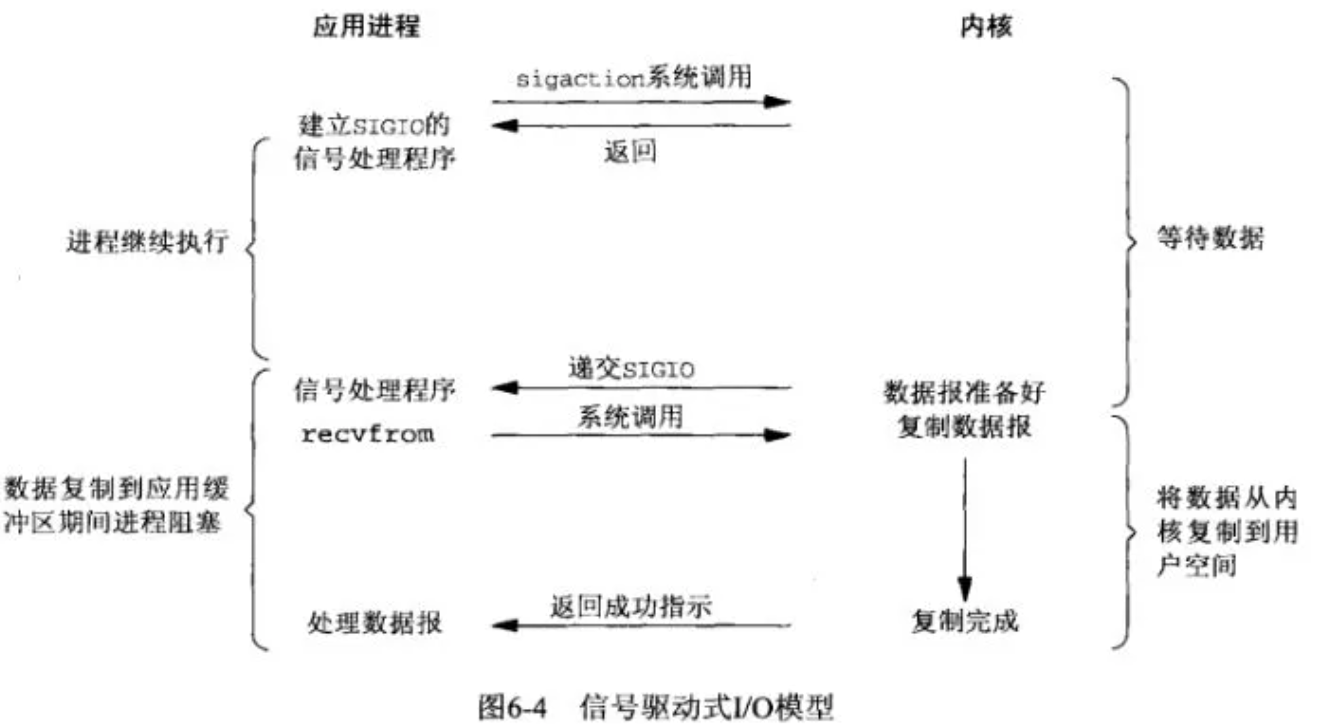 应用进程
内核
sigaction系统调用
建立SIGIO的
信号处理程序
返回
进程继续执行
等待数据
递交SIGIO
信号处理程序
数据报准备好
recvfrom
系统调用
复制数据报
数据复制到应用缓
冲区期间进程阻塞
将数据从内
核复制到用
户空间
处理数据报
返回成功指示
复制完成
图6-4 信号驱动式I/O模型